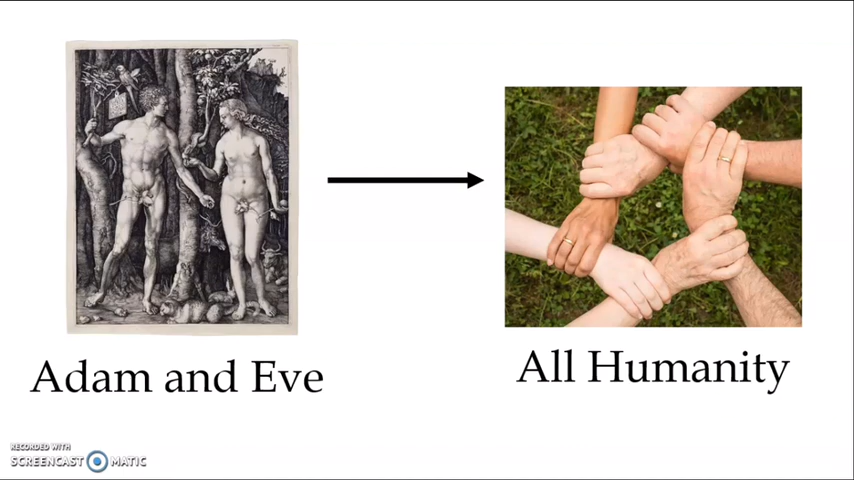 Adam and Eve
All Humanity
RECORDED WITH
SCREENCAST MATIC